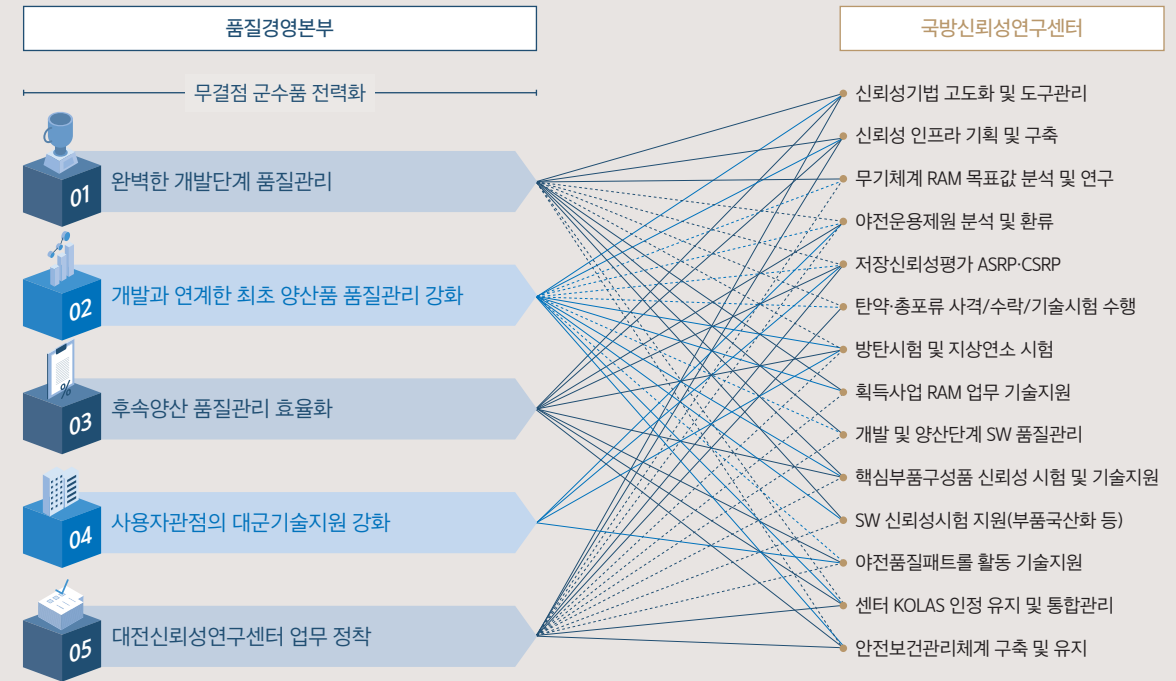 품질경영본부
무결점 군수품 전력화
01
완벽한 개발단계 품질관리
02
개발과 연계한 최초 양산품 품질관리 강화
%
03
후속양산 품질관리 효율화
04
사용자관점의 대군기술지원 강화
05
대전신뢰성연구센터 업무 정착
국방신뢰성연구센터
신뢰성기법 고도화 및 도구관리
신뢰성 인프라 기획 및 구축
무기체계 RAM 목표값 분석 및 연구
야전운용제원 분석 및 환류
저장신뢰성평가 ASRP·CSRP
탄약·총포류 사격/수락/기술시험 수행
방탄시험 및 지상연소 시험
획득사업 RAM 업무 기술지원
개발 및 양산단계 SW 품질관리
핵심부품구성품 신뢰성 시험 및 기술지원
SW 신뢰성시험 지원(부품국산화 등)
야전품질패트롤 활동 기술지원
센터 KOLAS 인정 유지 및 통합관리
안전보건관리체계 구축 및 유지